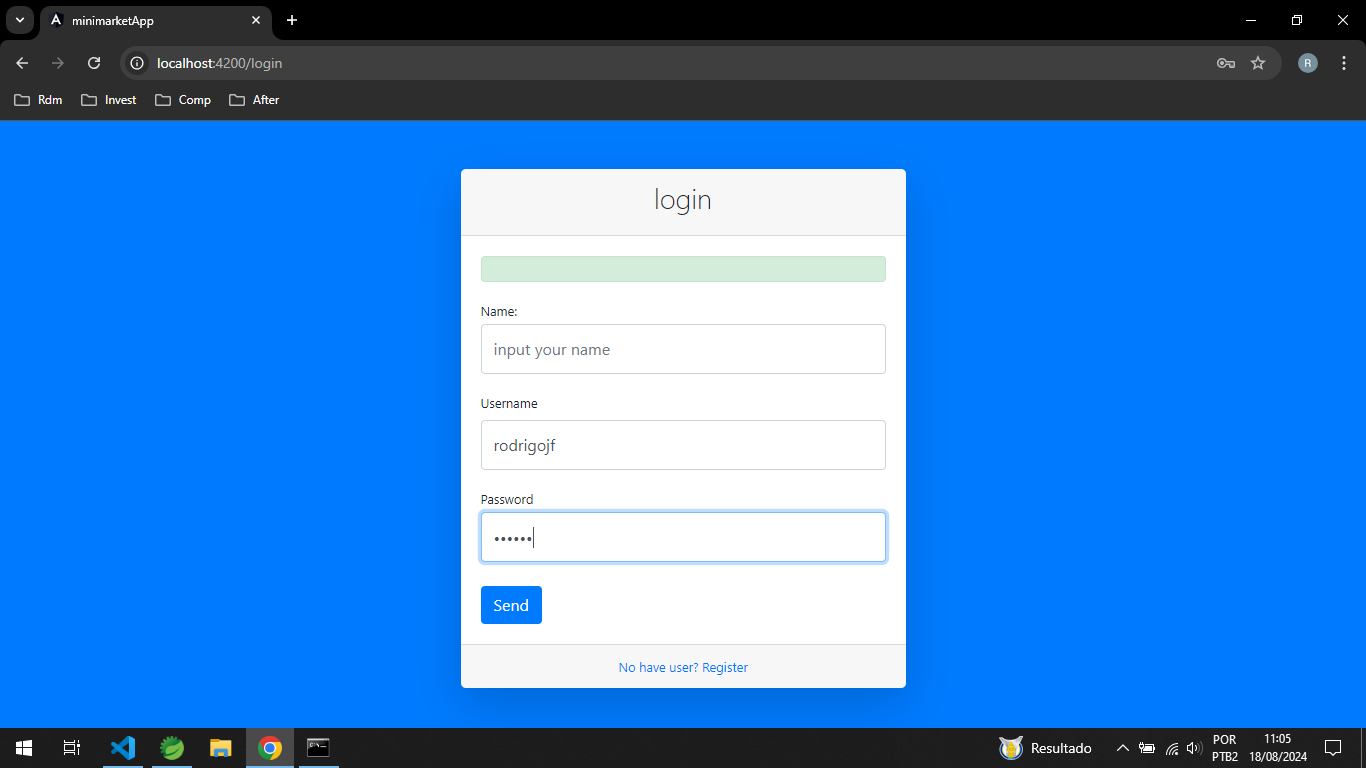 minimarketApp
localhost:4200/login
R
Rdm Invest Comp After
login
Name:
input your name
Username
rodrigojf
Password
••••••
Send
No have user? Register
Resultado
POR
PTB2
11:05
18/08/2024